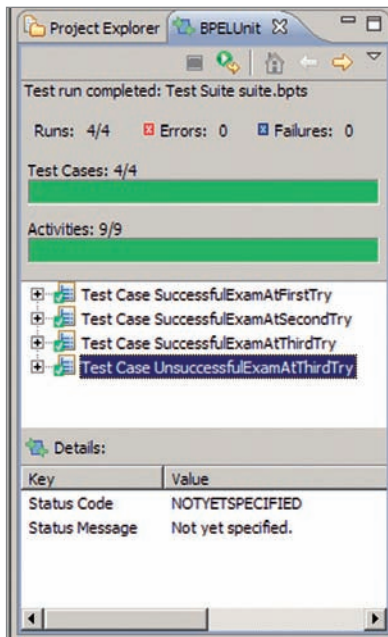 Project Explorer BPELUnit
Test run completed: Test Suite suite.bpts
Runs: 4/4 Errors: 0 Failures: 0
Test Cases: 4/4
Activities: 9/9
Test Case SuccessfulExamAtFirstTry
Test Case SuccessfulExamAtSecondTry
Test Case SuccessfulExamAtThirdTry
Test Case UnsuccessfulExamAtThirdTry
Details:
Key Value
Status Code NOTYETSPECIFIED
Status Message Not yet specified.